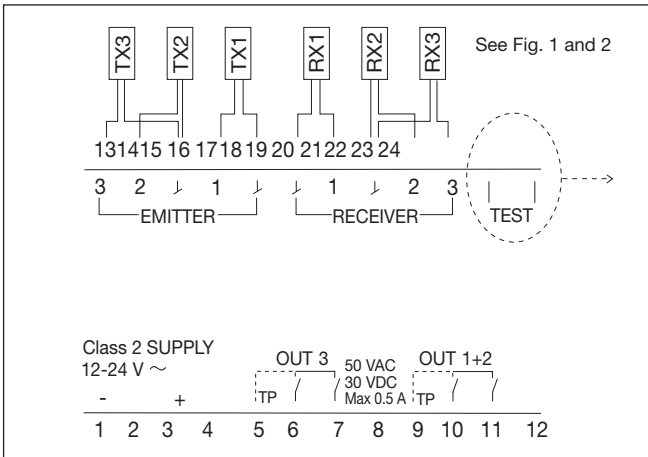 TX3 TX2 TX1 RX1 RX2 RX3
See Fig. 1 and 2
13 14 15 16 17 18 19 20 21 22 23 24
3 2 1 1 2 3
EMITTER RECEIVER TEST
Class 2 SUPPLY
12-24 V ~
- +
OUT 3 OUT 1+2
50 VAC
30 VDC
TP Max 0.5 A TP
1 2 3 4 5 6 7 8 9 10 11 12